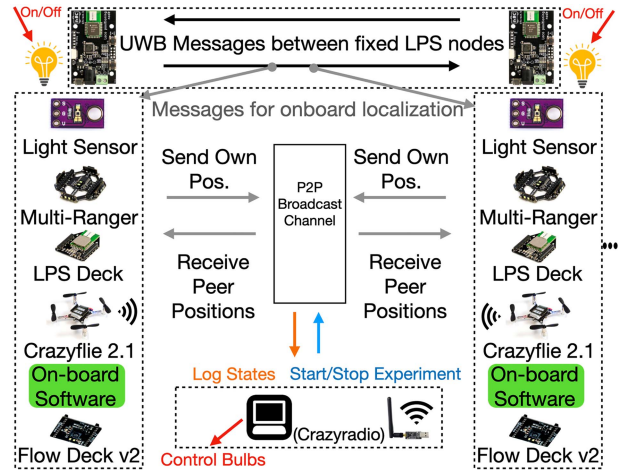 On/Off
On/Off
UWB Messages between fixed LPS nodes
Messages for onboard localization
Light Sensor
Multi-Ranger
LPS Deck
Crazyflie 2.1
On-board
Software
Flow Deck v2
Send Own
Pos.
Receive
Peer
Positions
P2P
Broadcast
Channel
Send Own
Pos.
Receive
Peer
Positions
Log States
Start/Stop Experiment
(Crazyradio)
Control Bulbs
Light Sensor
Multi-Ranger
LPS Deck
Crazyflie 2.1
On-board
Software
Flow Deck v2